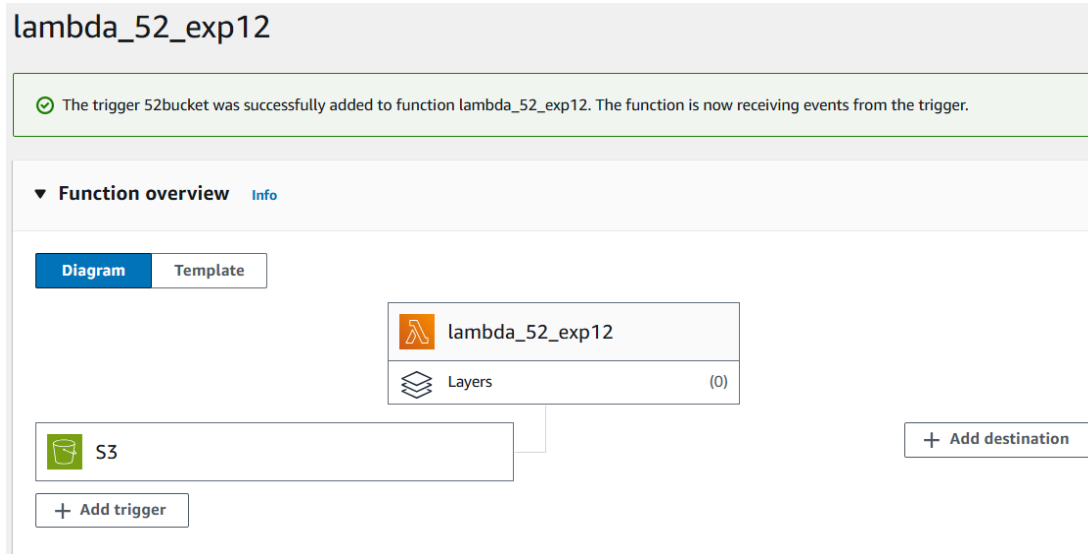 lambda_52_exp12
The trigger 52bucket was successfully added to function lambda_52_exp12. The function is now receiving events from the trigger.
Function overview Info
Diagram Template
lambda_52_exp12
Layers (0)
S3
+ Add destination
+ Add trigger